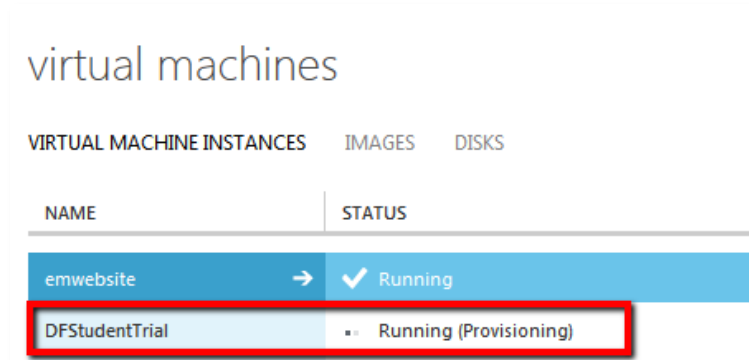 virtual machines
VIRTUAL MACHINE INSTANCES IMAGES DISKS
NAME STATUS
emwebsite Running
DFStudentTrial Running (Provisioning)